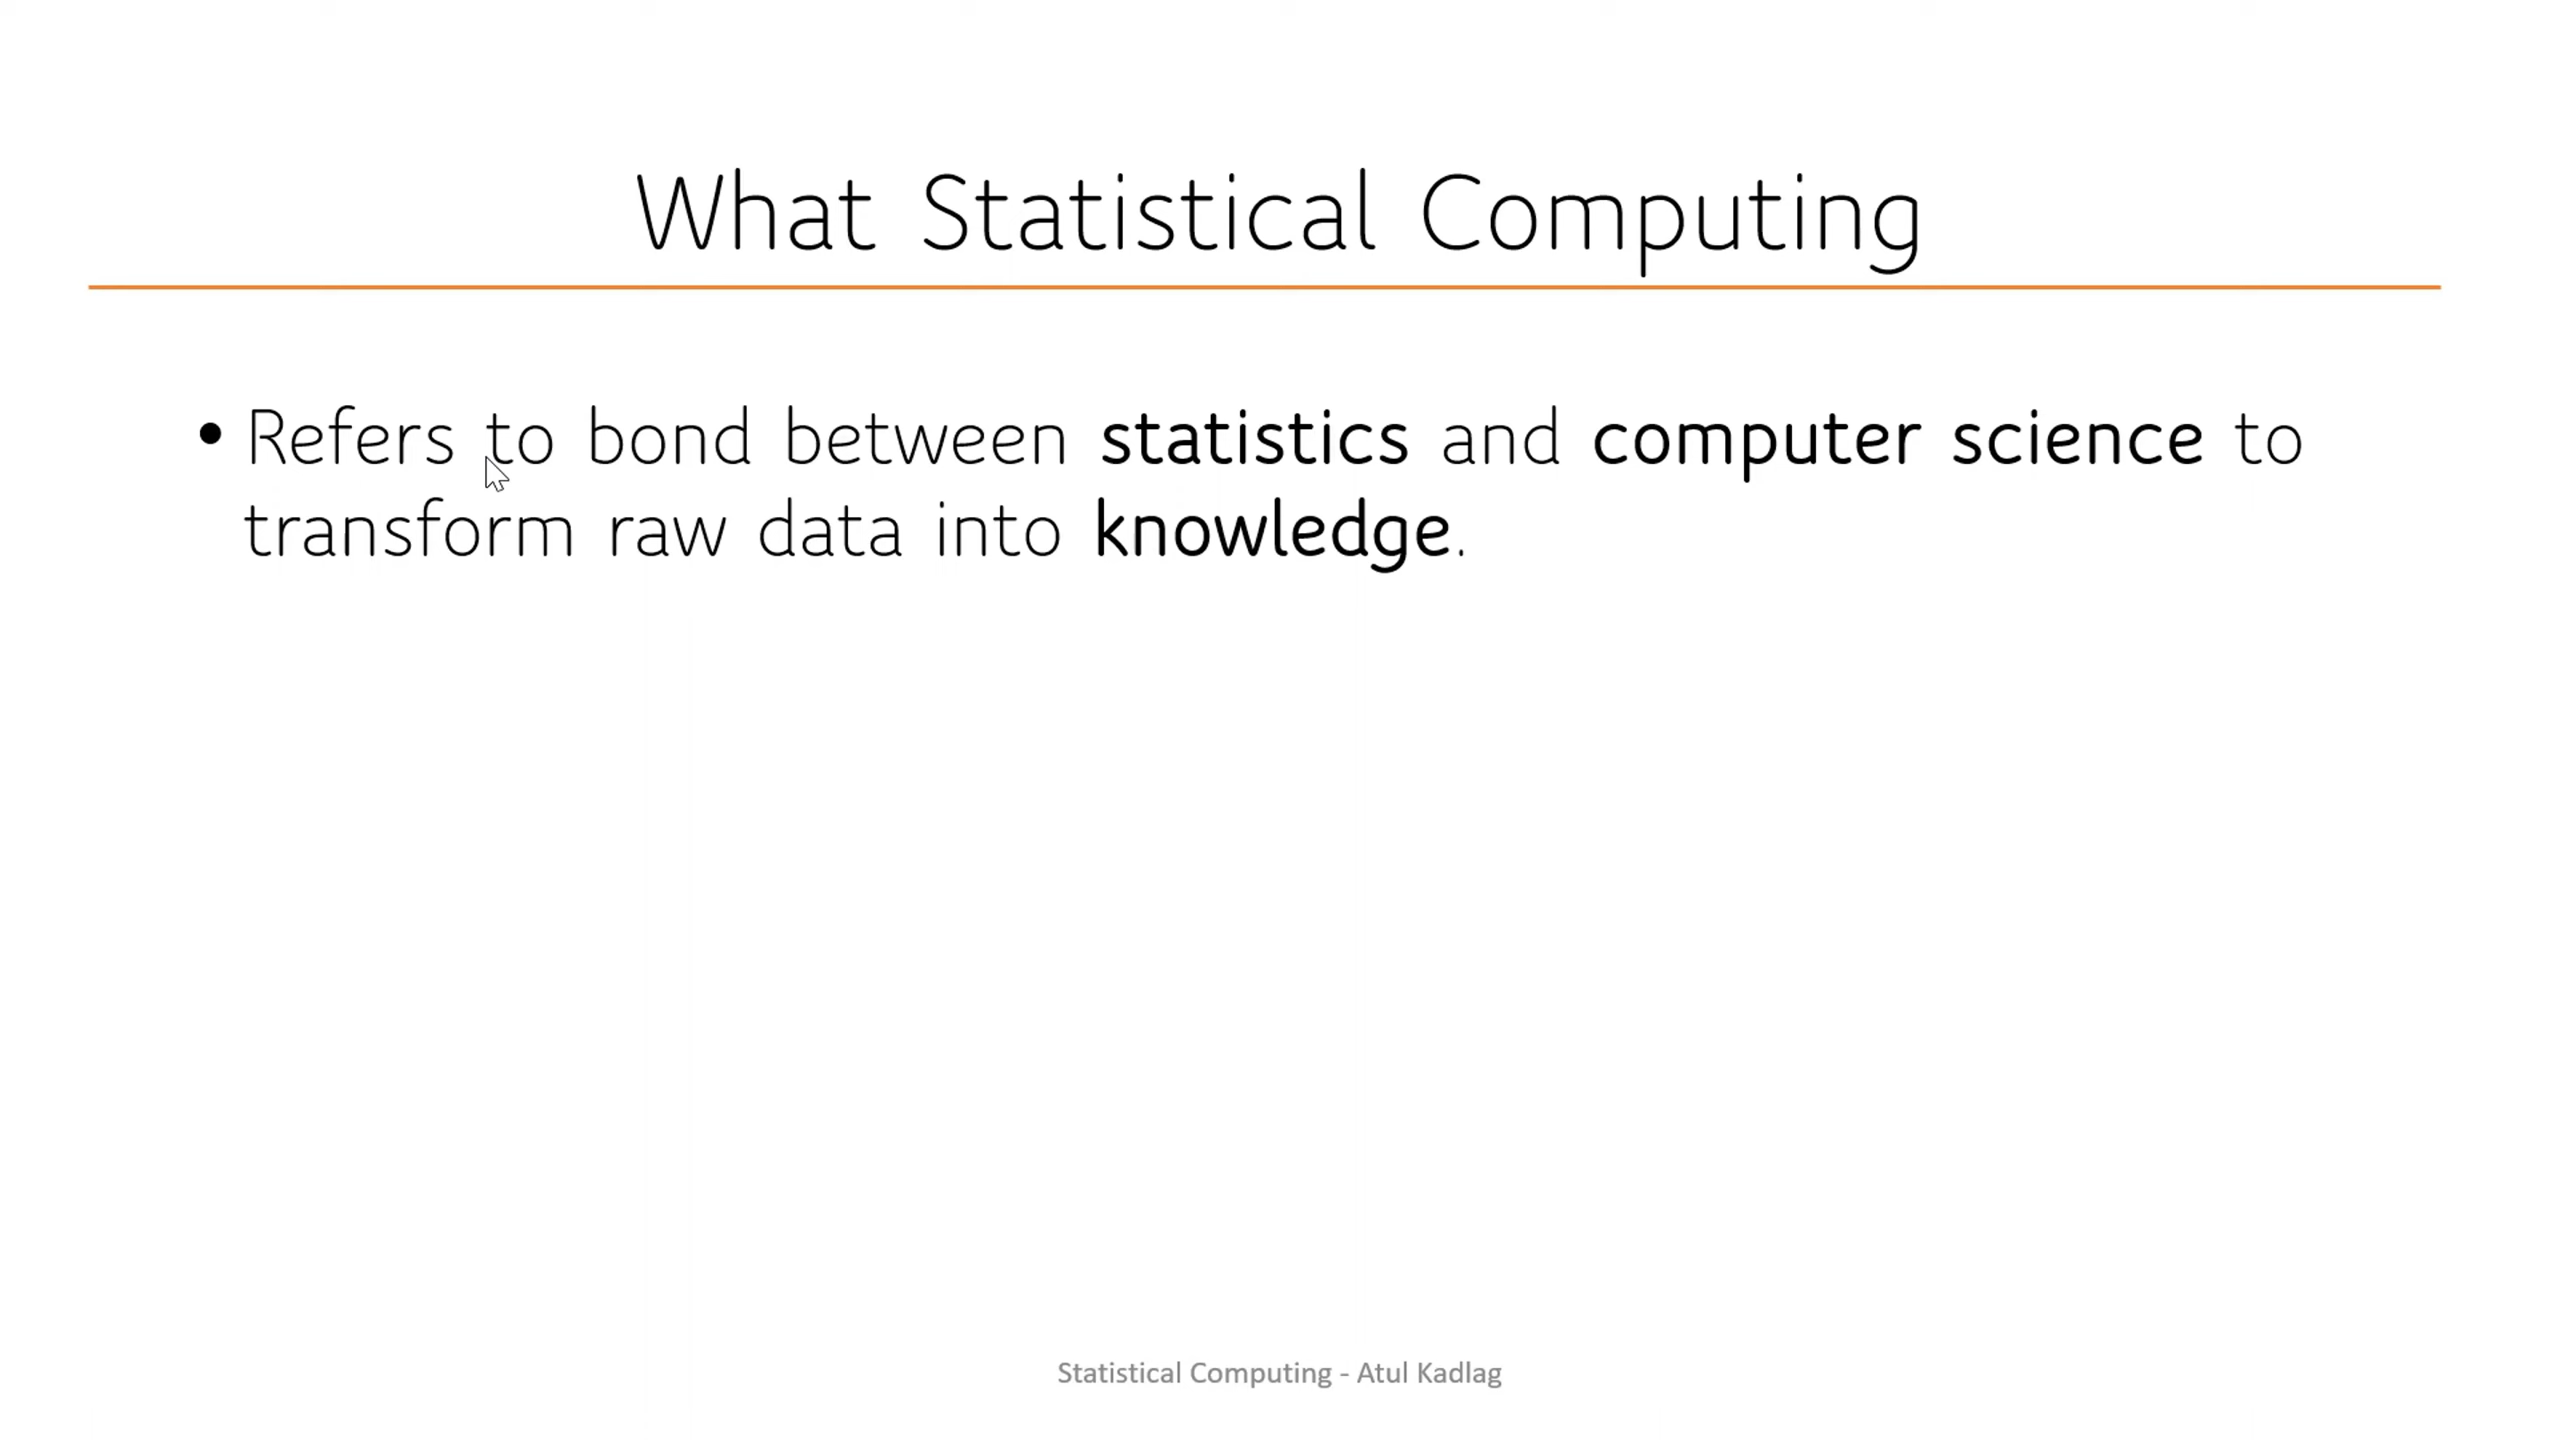 What Statistical Computing
• Refers to bond between statistics and computer science to
transform raw data into knowledge.
Statistical Computing - Atul Kadlag